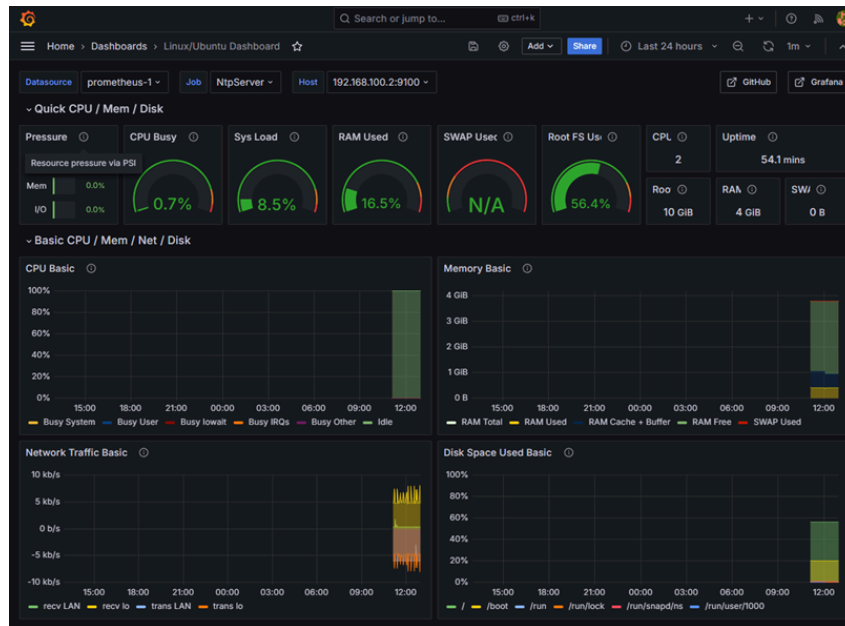 Search or jump to... ctrl+k
Home › Dashboards › Linux/Ubuntu Dashboard Add Share Last 24 hours 1m
Datasource prometheus-1 Job NtpServer Host 192.168.100.2:9100 GitHub Grafana
Quick CPU / Mem / Disk
Pressure CPU Busy Sys Load RAM Used SWAP Usec Root FS Us CPU Uptime
Resource pressure via PSI
2 54.1 mins
Mem 0.0%
I/O 0.0%
0.7% 8.5% 16.5% N/A 56.4%
Roo RAM SW/
10 GiB 4 GiB 0 B
Basic CPU / Mem / Net / Disk
CPU Basic
100%
80%
60%
40%
20%
0%
15:00 18:00 21:00 00:00 03:00 06:00 09:00 12:00
Busy System Busy User Busy Iowait Busy IRQs Busy Other Idle
Memory Basic
4 GiB
3 GiB
2 GiB
1 GiB
0 B
15:00 18:00 21:00 00:00 03:00 06:00 09:00 12:00
RAM Total RAM Used RAM Cache + Buffer RAM Free SWAP Used
Network Traffic Basic
10 kb/s
5 kb/s
0 b/s
-5 kb/s
-10 kb/s
15:00 18:00 21:00 00:00 03:00 06:00 09:00 12:00
recv LAN recv lo trans LAN trans lo
Disk Space Used Basic
100%
80%
60%
40%
20%
0%
15:00 18:00 21:00 00:00 03:00 06:00 09:00 12:00
/ /boot /run /run/lock /run/snapd/ns /run/user/1000